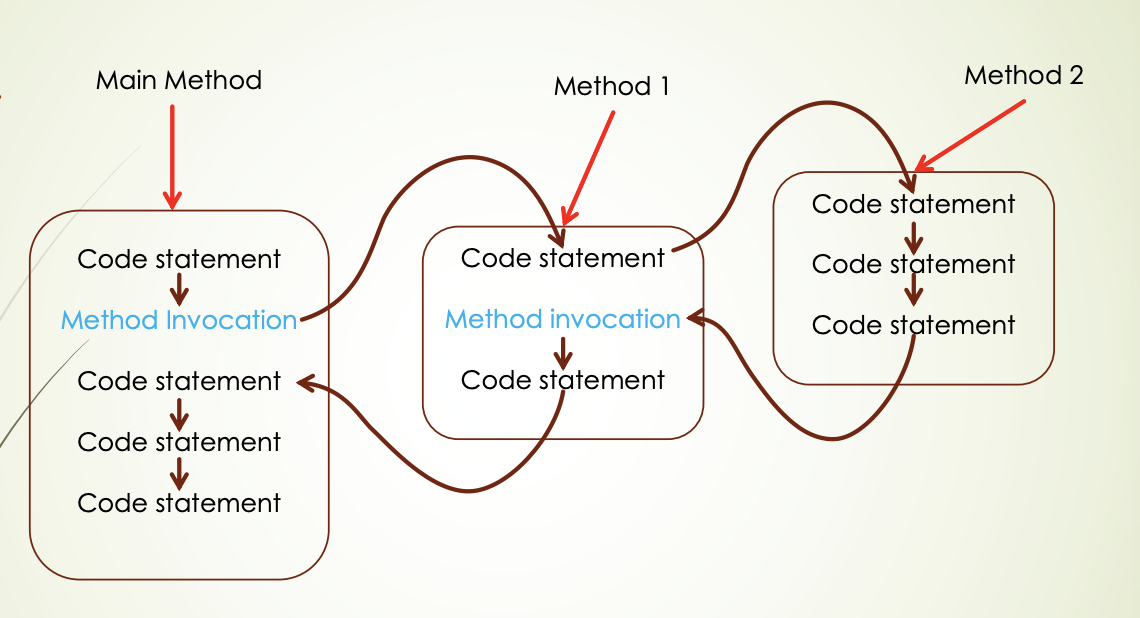 Main Method
Method 1
Method 2
Code statement
Method Invocation
Code statement
Code statement
Code statement
Code statement
Method invocation
Code statement
Code statement
Code statement
Code statement